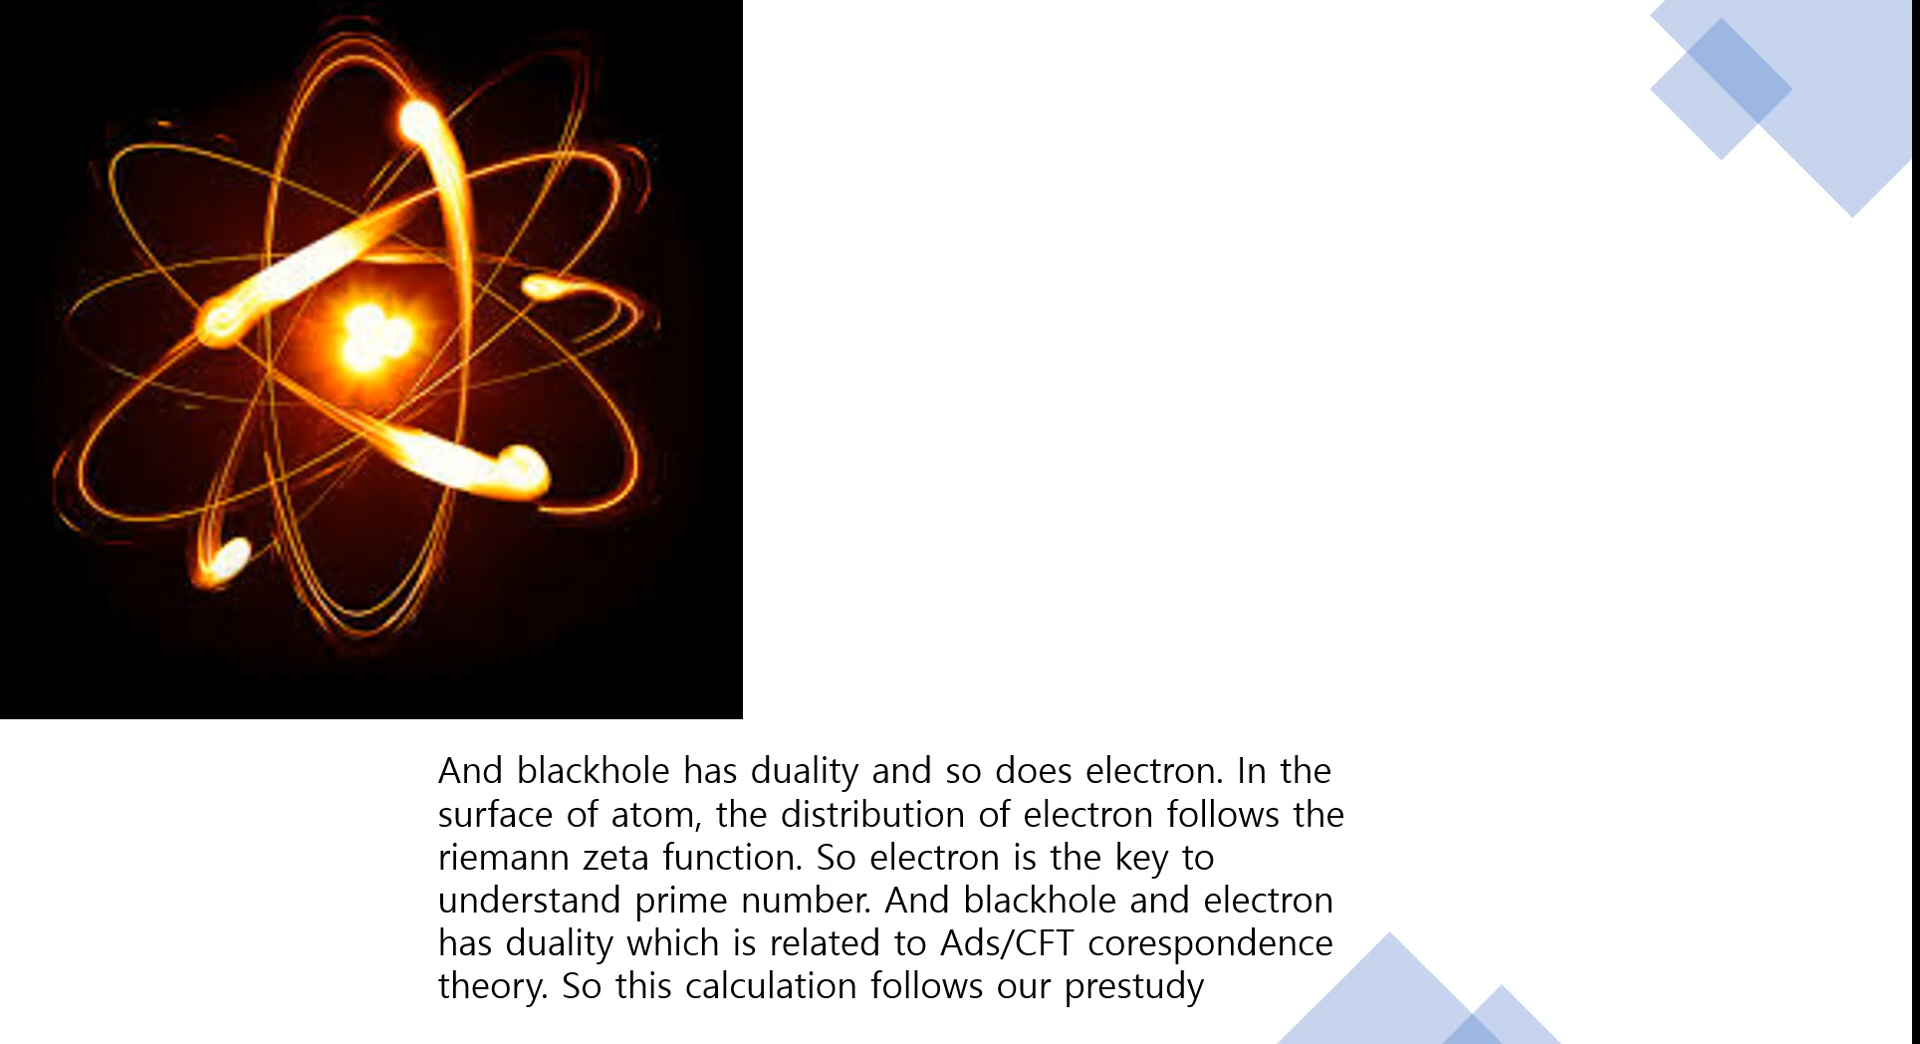 And blackhole has duality and so does electron. In the
surface of atom, the distribution of electron follows the
riemann zeta function. So electron is the key to
understand prime number. And blackhole and electron
has duality which is related to Ads/CFT corespondence
theory. So this calculation follows our prestudy